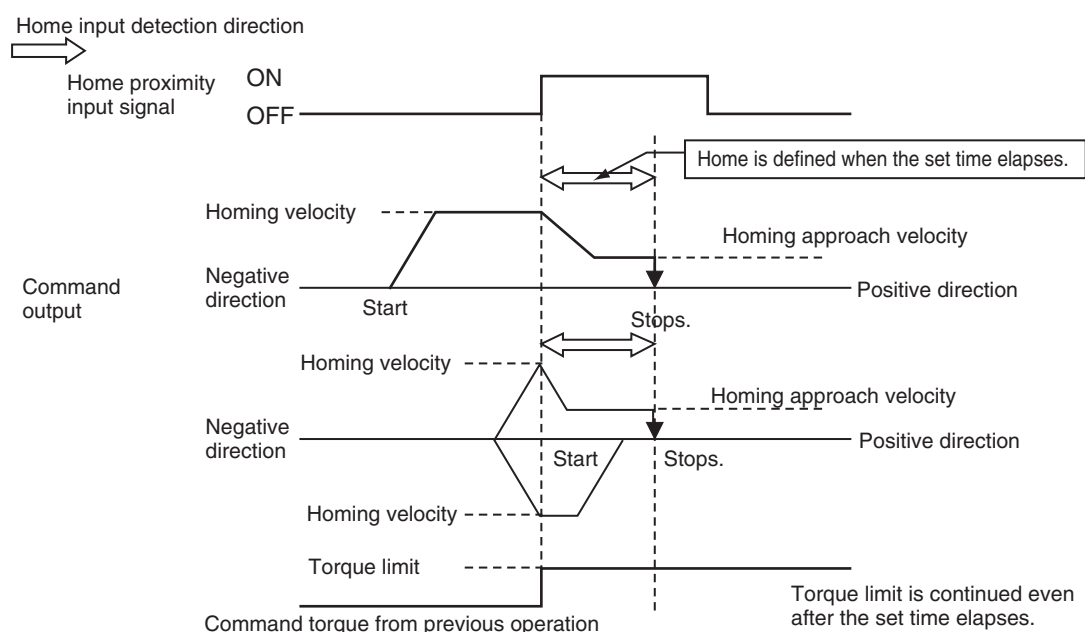 Home input detection direction
Home proximity
input signal
ON
OFF
Home is defined when the set time elapses.
Homing velocity
Homing approach velocity
Command
output
Negative
direction
Start
Positive direction
Stops.
Homing velocity
Homing approach velocity
Negative
direction
Start
Stops.
Positive direction
Homing velocity
Torque limit
Torque limit is continued even
after the set time elapses.
Command torque from previous operation